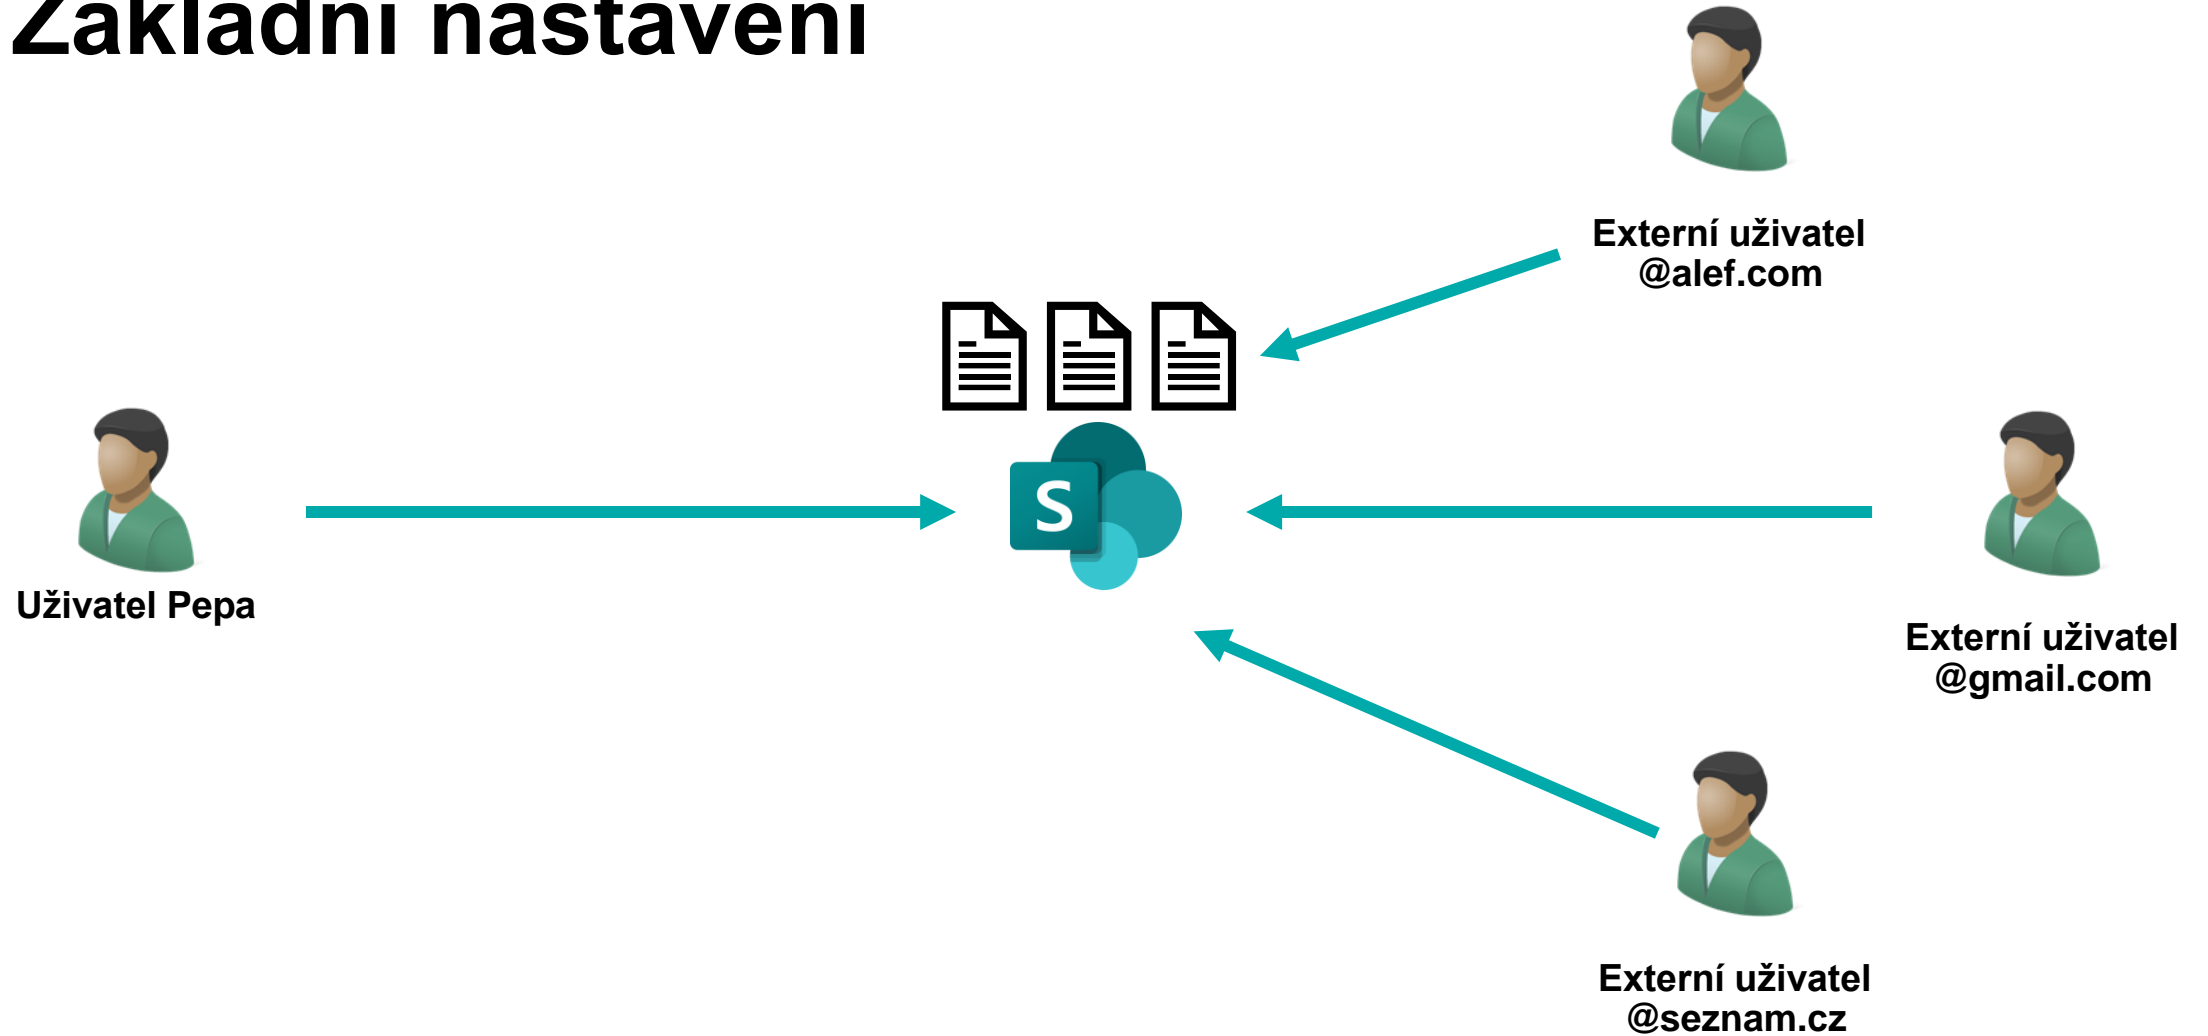 Základní nastavení
Externí uživatel
@alef.com
S
Uživatel Pepa
Externí uživatel
@gmail.com
Externí uživatel
@seznam.cz